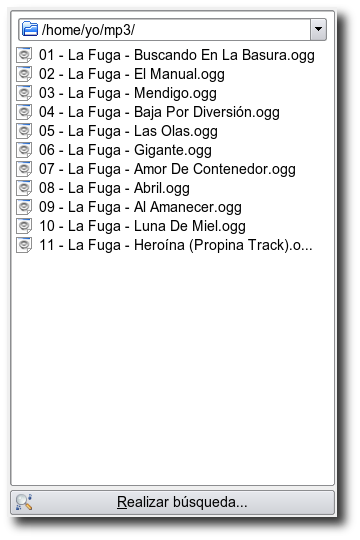 /home/yo/mp3/
01 - La Fuga - Buscando En La Basura.ogg
02 - La Fuga - El Manual.ogg
03 - La Fuga - Mendigo.ogg
04 - La Fuga - Baja Por Diversión.ogg
05 - La Fuga - Las Olas.ogg
06 - La Fuga - Gigante.ogg
07 - La Fuga - Amor De Contenedor.ogg
08 - La Fuga - Abril.ogg
09 - La Fuga - Al Amanecer.ogg
10 - La Fuga - Luna De Miel.ogg
11 - La Fuga - Heroína (Propina Track).o...
Realizar búsqueda...